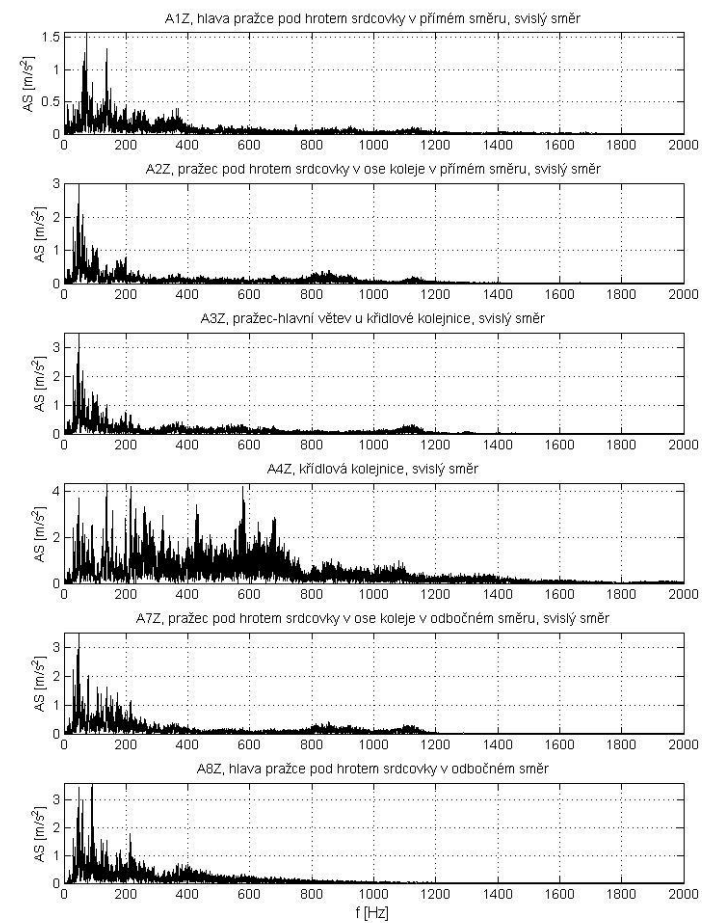 A1Z, hlava pražce pod hrotem srdcovky v přímém směru, svislý směr
1.5
1
0.5
0
AS [m/s²]
0 200 400 600 800 1000 1200 1400 1600 1800 2000
A2Z, pražec pod hrotem srdcovky v ose koleje v přímém směru, svislý směr
3
2
1
0
AS [m/s²]
0 200 400 600 800 1000 1200 1400 1600 1800 2000
A3Z, pražec-hlavní větev u křidlové kolejnice, svislý směr
3
2
1
0
AS [m/s²]
0 200 400 600 800 1000 1200 1400 1600 1800 2000
A4Z, křídlová kolejnice, svislý směr
4
2
0
AS [m/s²]
0 200 400 600 800 1000 1200 1400 1600 1800 2000
A7Z, pražec pod hrotem srdcovky v ose koleje v odbočném směru, svislý směr
3
2
1
0
AS [m/s²]
0 200 400 600 800 1000 1200 1400 1600 1800 2000
A8Z, hlava pražce pod hrotem srdcovky v odbočném směr
3
2
1
0
AS [m/s²]
0 200 400 600 800 1000 1200 1400 1600 1800 2000
f [Hz]